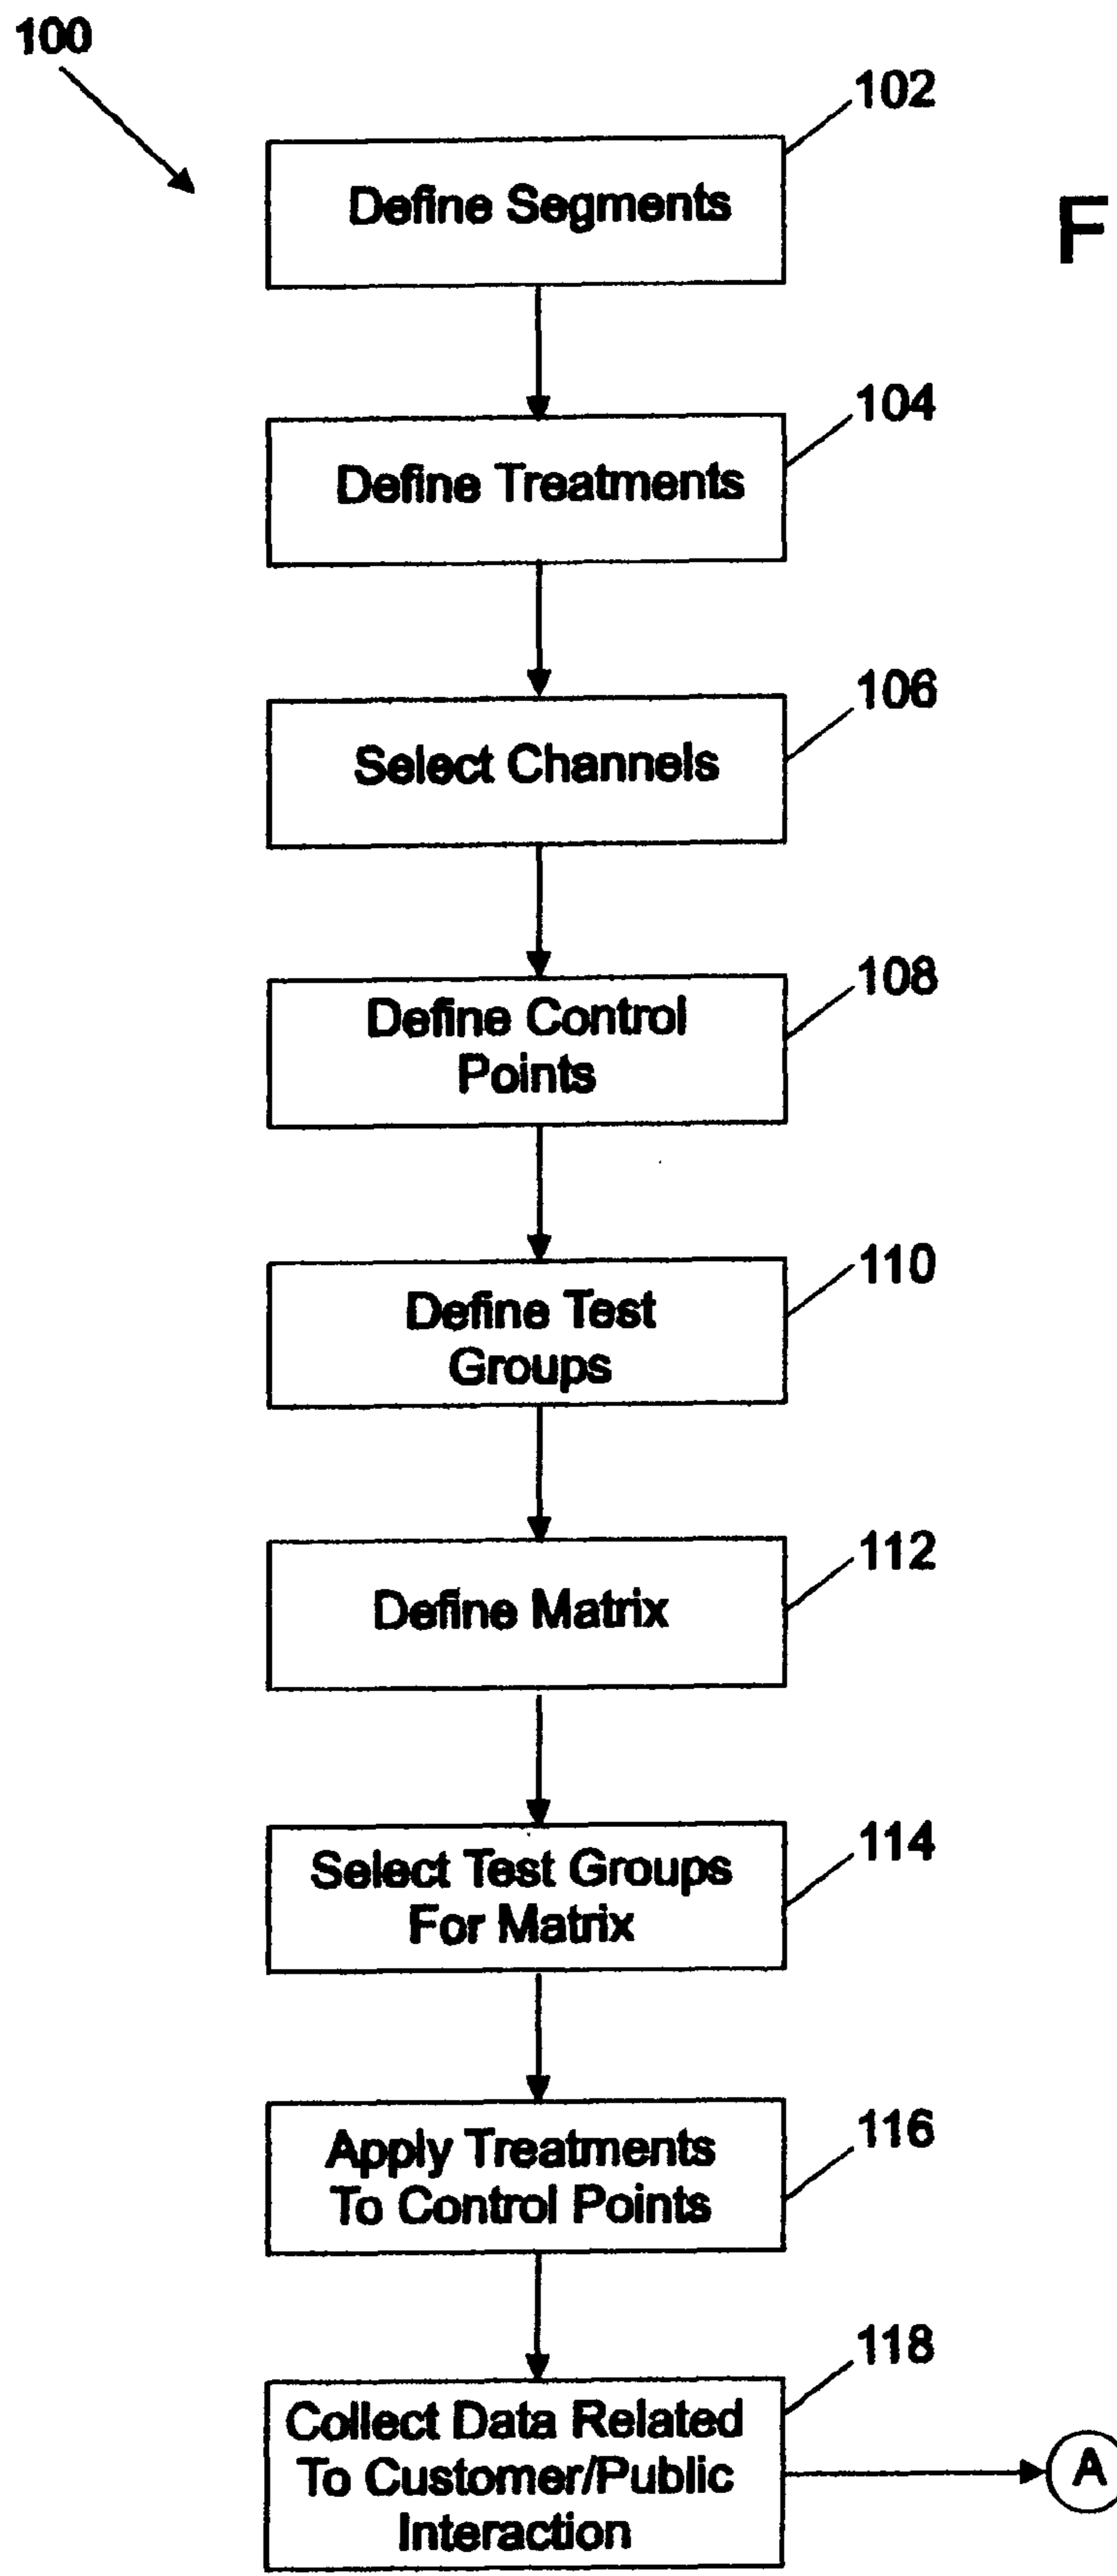 100
102
Define Segments
F
104
Define Treatments
106
Select Channels
108
Define Control
Points
110
Define Test
Groups
112
Define Matrix
114
Select Test Groups
For Matrix
116
Apply Treatments
To Control Points
118
Collect Data Related
To Customer/Public
Interaction
A